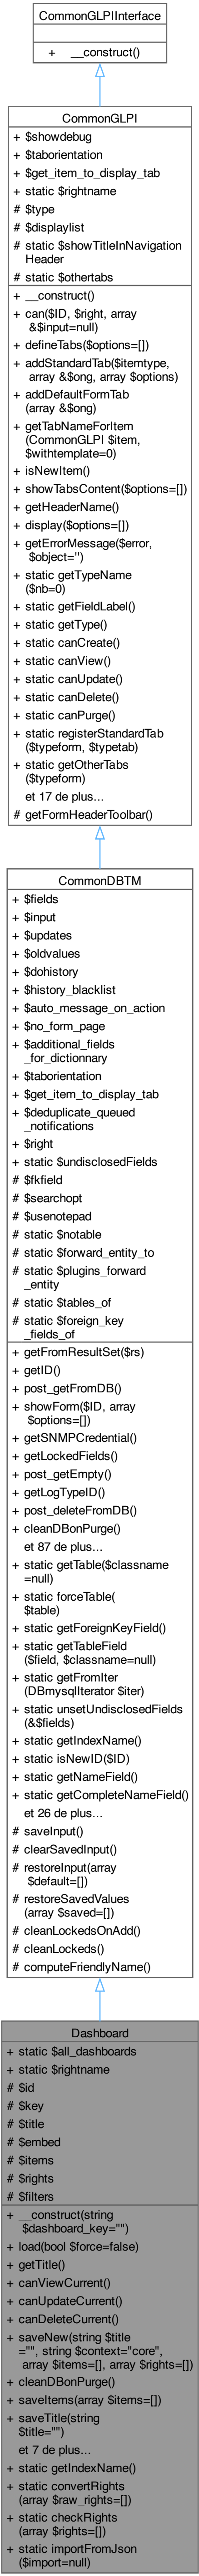 CommonGLPIInterface
+ __construct()
CommonGLPI
+ $showdebug
+ $taborientation
+ $get_item_to_display_tab
+ static $rightname
# $type
# $displaylist
# static $showTitleInNavigation
Header
# static $othertabs
+ __construct()
+ can($ID, $right, array
&$input=null)
+ defineTabs($options=[])
+ addStandardTab($itemtype,
array &$ong, array $options)
+ addDefaultFormTab
(array &$ong)
+ getTabNameForItem
(CommonGLPI $item,
$withtemplate=0)
+ isNewItem()
+ showTabsContent($options=[])
+ getHeaderName()
+ display($options=[])
+ getErrorMessage($error,
$object='')
+ static getTypeName
($nb=0)
+ static getFieldLabel()
+ static getType()
+ static canCreate()
+ static canView()
+ static canUpdate()
+ static canDelete()
+ static canPurge()
+ static registerStandardTab
($typeform, $typetab)
+ static getOtherTabs
($typeform)
et 17 de plus...
# getFormHeaderToolbar()
CommonDBTM
+ $fields
+ $input
+ $updates
+ $oldvalues
+ $dohistory
+ $history_blacklist
+ $auto_message_on_action
+ $no_form_page
+ $additional_fields
_for_dictionnary
+ $taborientation
+ $get_item_to_display_tab
+ $deduplicate_queued
_notifications
+ $right
+ static $undisclosedFields
# $fkfield
# $searchopt
# $usenotepad
# static $notable
# static $forward_entity_to
# static $plugins_forward
_entity
# static $tables_of
# static $foreign_key
_fields_of
+ getFromResultSet($rs)
+ getID()
+ post_getFromDB()
+ showForm($ID, array
$options=[])
+ getSNMPCredential()
+ getLockedFields()
+ post_getEmpty()
+ getLogTypeID()
+ post_deleteFromDB()
+ cleanDBonPurge()
et 87 de plus...
+ static getTable($classname
=null)
+ static forceTable(
$table)
+ static getForeignKeyField()
+ static getTableField
($field, $classname=null)
+ static getFromIter
(DBmysqlIterator $iter)
+ static unsetUndisclosedFields
(&$fields)
+ static getIndexName()
+ static isNewID($ID)
+ static getNameField()
+ static getCompleteNameField()
et 26 de plus...
# saveInput()
# clearSavedInput()
# restoreInput(array
$default=[])
# restoreSavedValues
(array $saved=[])
# cleanLockedsOnAdd()
# cleanLockeds()
# computeFriendlyName()
Dashboard
+ static $all_dashboards
+ static $rightname
# $id
# $key
# $title
# $embed
# $items
# $rights
# $filters
+ __construct(string
$dashboard_key="")
+ load(bool $force=false)
+ getTitle()
+ canViewCurrent()
+ canUpdateCurrent()
+ canDeleteCurrent()
+ saveNew(string $title
="", string $context="core",
array $items=[], array $rights=[])
+ cleanDBonPurge()
+ saveItems(array $items=[])
+ saveTitle(string
$title="")
et 7 de plus...
+ static getIndexName()
+ static convertRights
(array $raw_rights=[])
+ static checkRights
(array $rights=[])
+ static importFromJson
($import=null)